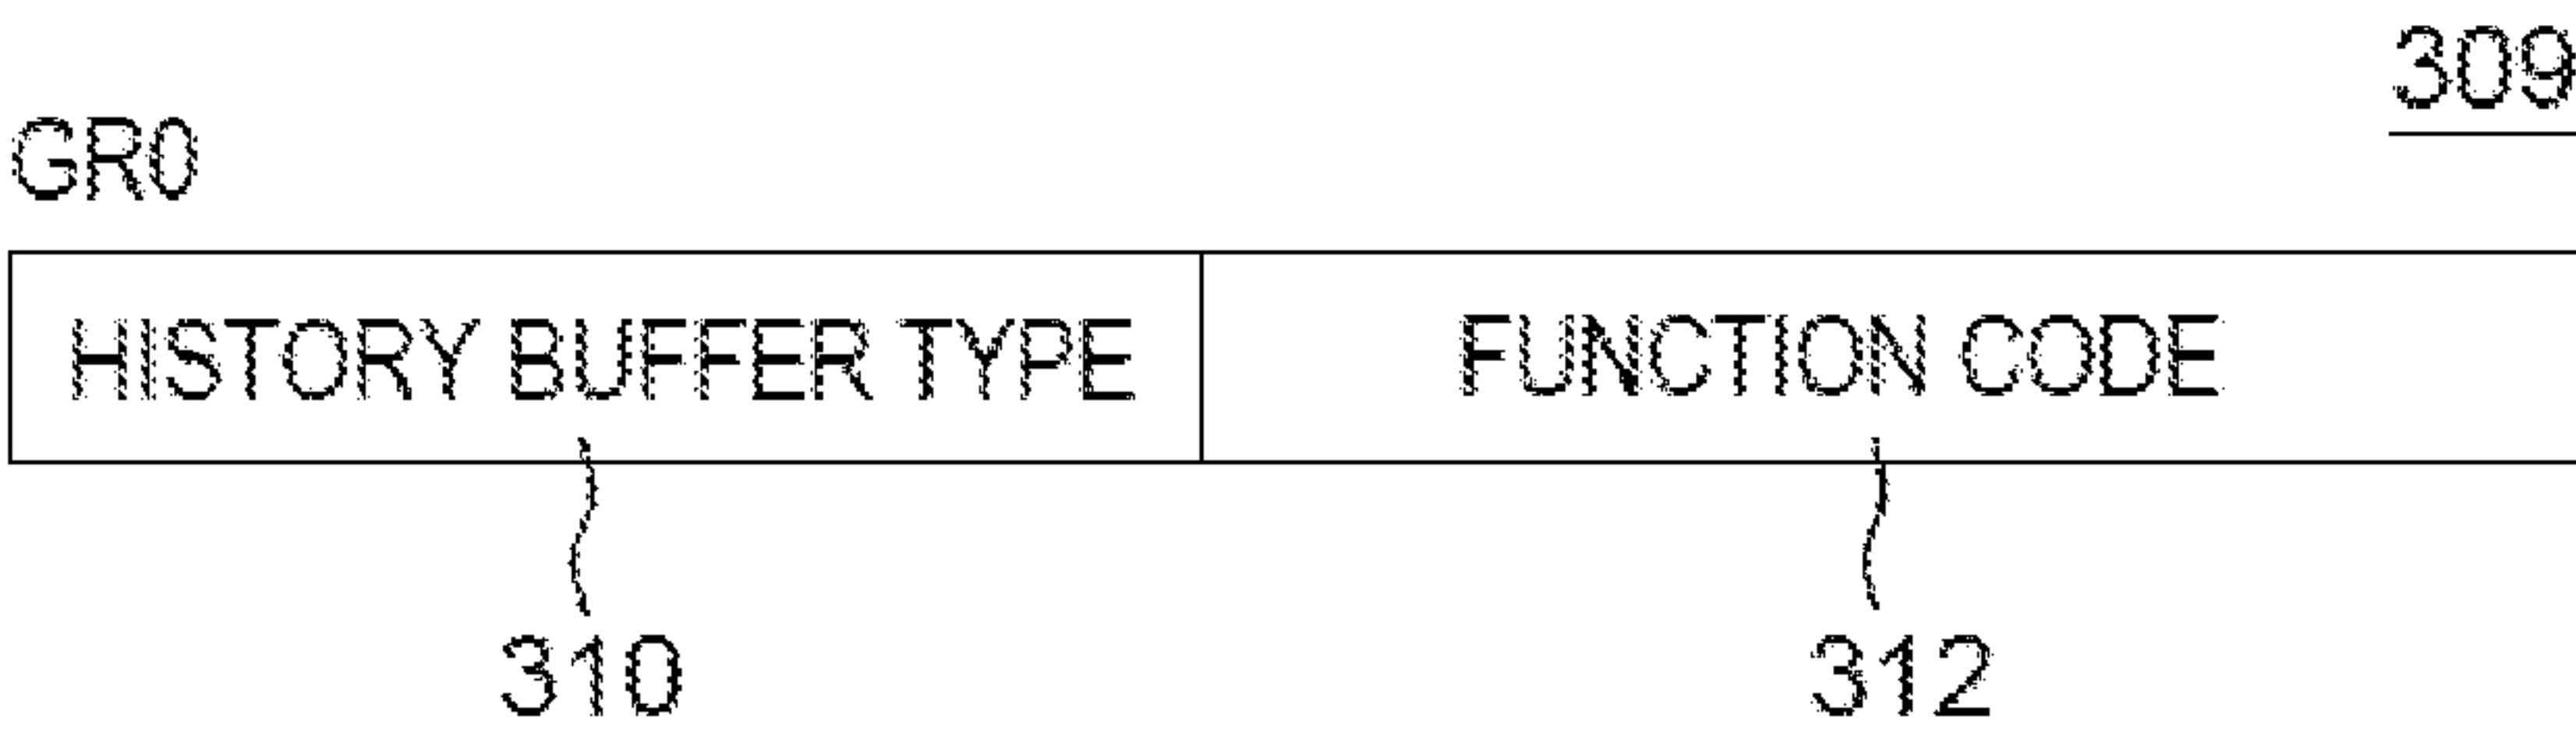 309
GR0
HISTORY BUFFER TYPE FUNCTION CODE
310 312